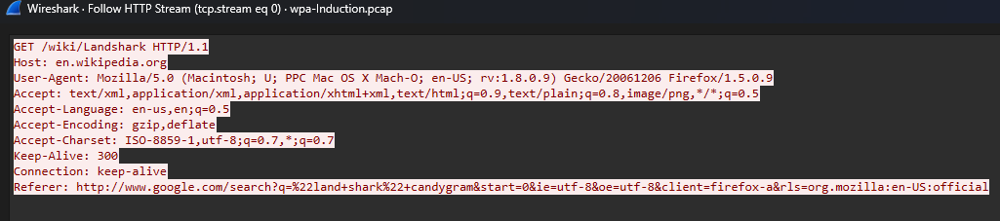 Wireshark · Follow HTTP Stream (tcp.stream eq 0) · wpa-Induction.pcap
GET /wiki/Landshark HTTP/1.1
Host: en.wikipedia.org
User-Agent: Mozilla/5.0 (Macintosh; U; PPC Mac OS X Mach-O; en-US; rv:1.8.0.9) Gecko/20061206 Firefox/1.5.0.9
Accept: text/xml,application/xml,application/xhtml+xml,text/html;q=0.9,text/plain;q=0.8,image/png,*/*;q=0.5
Accept-Language: en-us,en;q=0.5
Accept-Encoding: gzip,deflate
Accept-Charset: ISO-8859-1,utf-8;q=0.7,*;q=0.7
Keep-Alive: 300
Connection: keep-alive
Referer: http://www.google.com/search?q=%22land+shark%22+candygram&start=0&ie=utf-8&oe=utf-8&client=firefox-a&rls=org.mozilla:en-US:official